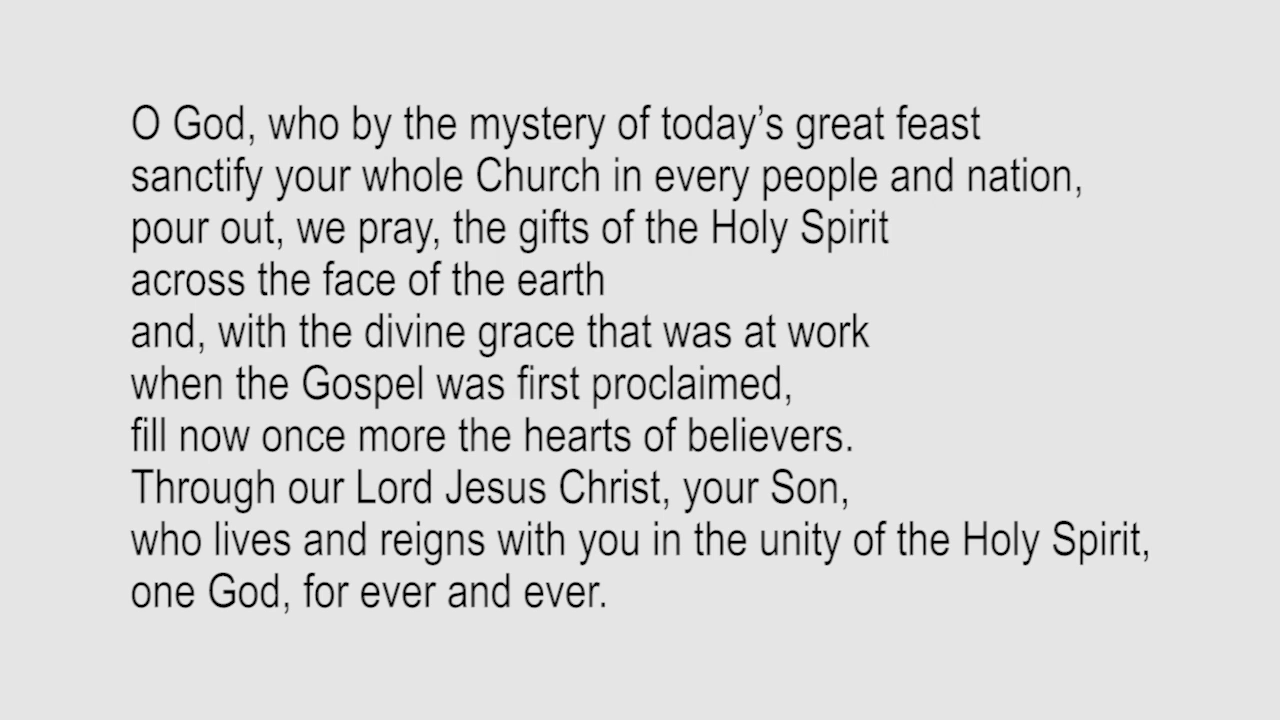 O God, who by the mystery of today’s great feast
sanctify your whole Church in every people and nation,
pour out, we pray, the gifts of the Holy Spirit
across the face of the earth
and, with the divine grace that was at work
when the Gospel was first proclaimed,
fill now once more the hearts of believers.
Through our Lord Jesus Christ, your Son,
who lives and reigns with you in the unity of the Holy Spirit,
one God, for ever and ever.